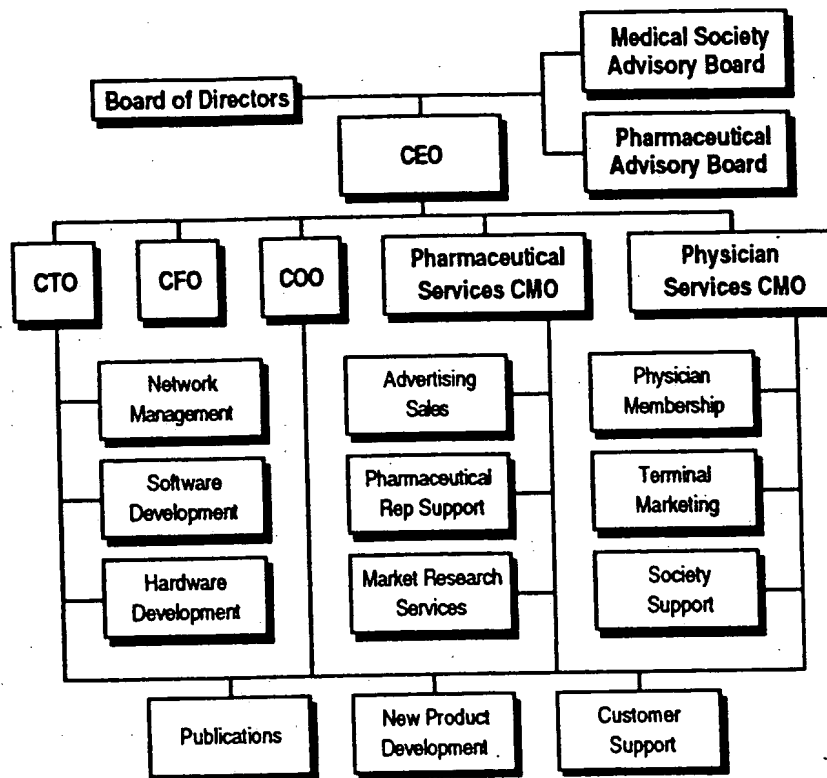 Medical Society
Advisory Board
Board of Directors
CEO
Pharmaceutical
Advisory Board
CTO
CFO
COO
Pharmaceutical
Services CMO
Physician
Services CMO
Network
Management
Advertising
Sales
Physician
Membership
Software
Development
Pharmaceutical
Rep Support
Terminal
Marketing
Hardware
Development
Market Research
Services
Society
Support
Publications
New Product
Development
Customer
Support